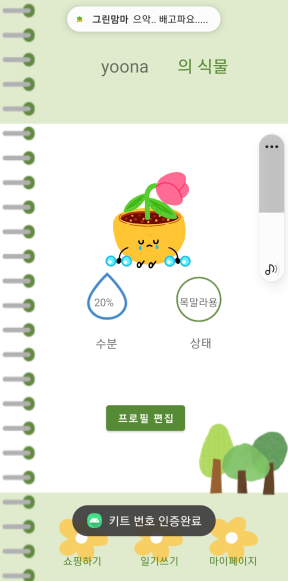 그린맘마 으악.. 배고파요.....
yoona 의 식물
20%
목말라용
수분
상태
프로필 편집
키트 번호 인증완료
쇼핑하기
일기쓰기
마이페이지